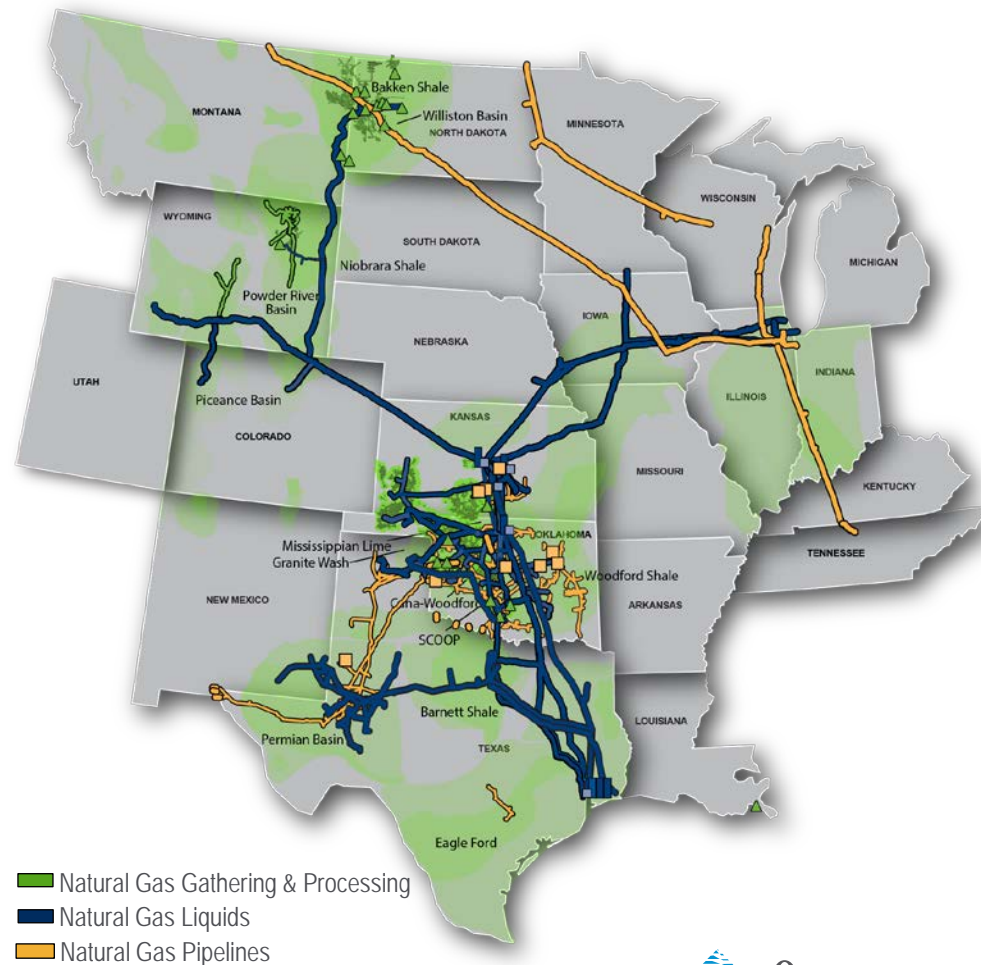 Bakken Shale
MONTANA
Williston Basin
NORTH DAKOTA
MINNESOTA
WISCONSIN
WYOMING
SOUTH DAKOTA
MICHIGAN
Niobrara Shale
Powder River
Basin
IOWA
NEBRASKA
UTAH
INDIANA
ILLINOIS
Piceance Basin
KANSAS
COLORADO
MISSOURI
KENTUCKY
OKLAHOMA
Mississippian Lime
Granite Wash
TENNESSEE
Woodford Shale
NEW MEXICO
Cana-Woodford
ARKANSAS
SCOOP
Barnett Shale
LOUISIANA
Permian Basin
TEXAS
Eagle Ford
Natural Gas Gathering & Processing
Natural Gas Liquids
Natural Gas Pipelines